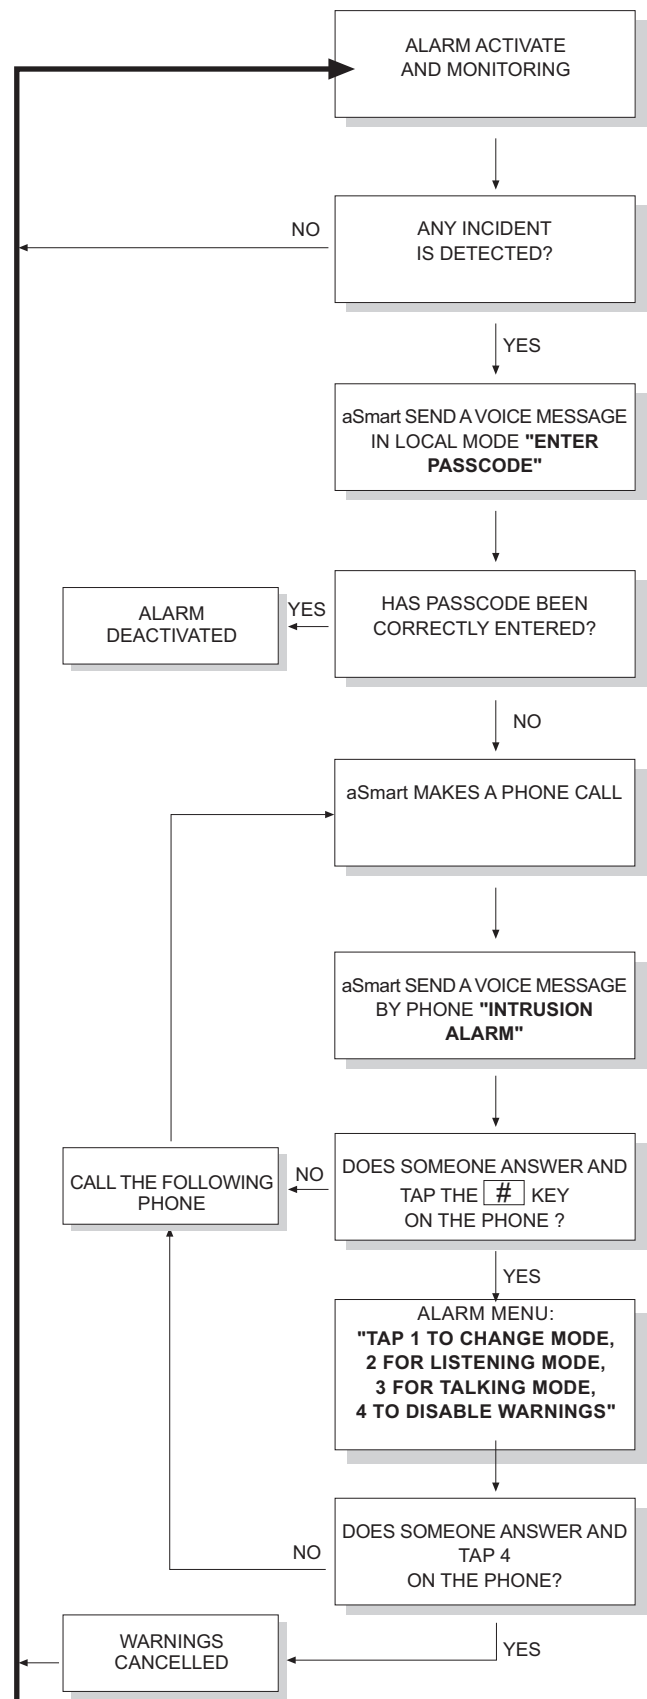 ALARM ACTIVATE
AND MONITORING
NO
ANY INCIDENT
IS DETECTED?
YES
aSmart SEND A VOICE MESSAGE
IN LOCAL MODE "ENTER
PASSCODE"
ALARM
DEACTIVATED
YES
HAS PASSCODE BEEN
CORRECTLY ENTERED?
NO
aSmart MAKES A PHONE CALL
aSmart SEND A VOICE MESSAGE
BY PHONE "INTRUSION
ALARM"
CALL THE FOLLOWING
PHONE
NO
DOES SOMEONE ANSWER AND
TAP THE # KEY
ON THE PHONE ?
YES
ALARM MENU:
"TAP 1 TO CHANGE MODE,
2 FOR LISTENING MODE,
3 FOR TALKING MODE,
4 TO DISABLE WARNINGS"
NO
DOES SOMEONE ANSWER AND
TAP 4
ON THE PHONE?
WARNINGS
CANCELLED
YES